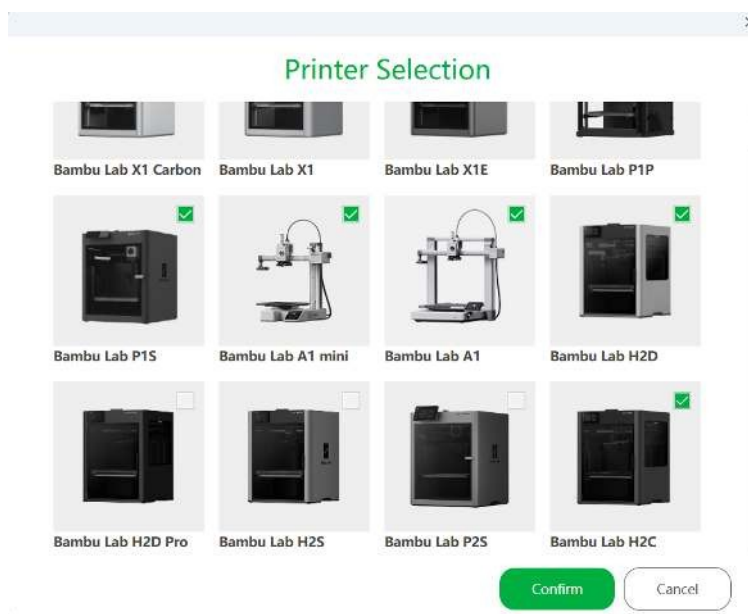 Printer Selection
Bambu Lab X1 Carbon
Bambu Lab X1
Bambu Lab X1E
Bambu Lab P1P
Bambu Lab P1S
Bambu Lab A1 mini
Bambu Lab A1
Bambu Lab H2D
Bambu Lab H2D Pro
Bambu Lab H2S
Bambu Lab P2S
Bambu Lab H2C
Confirm
Cancel